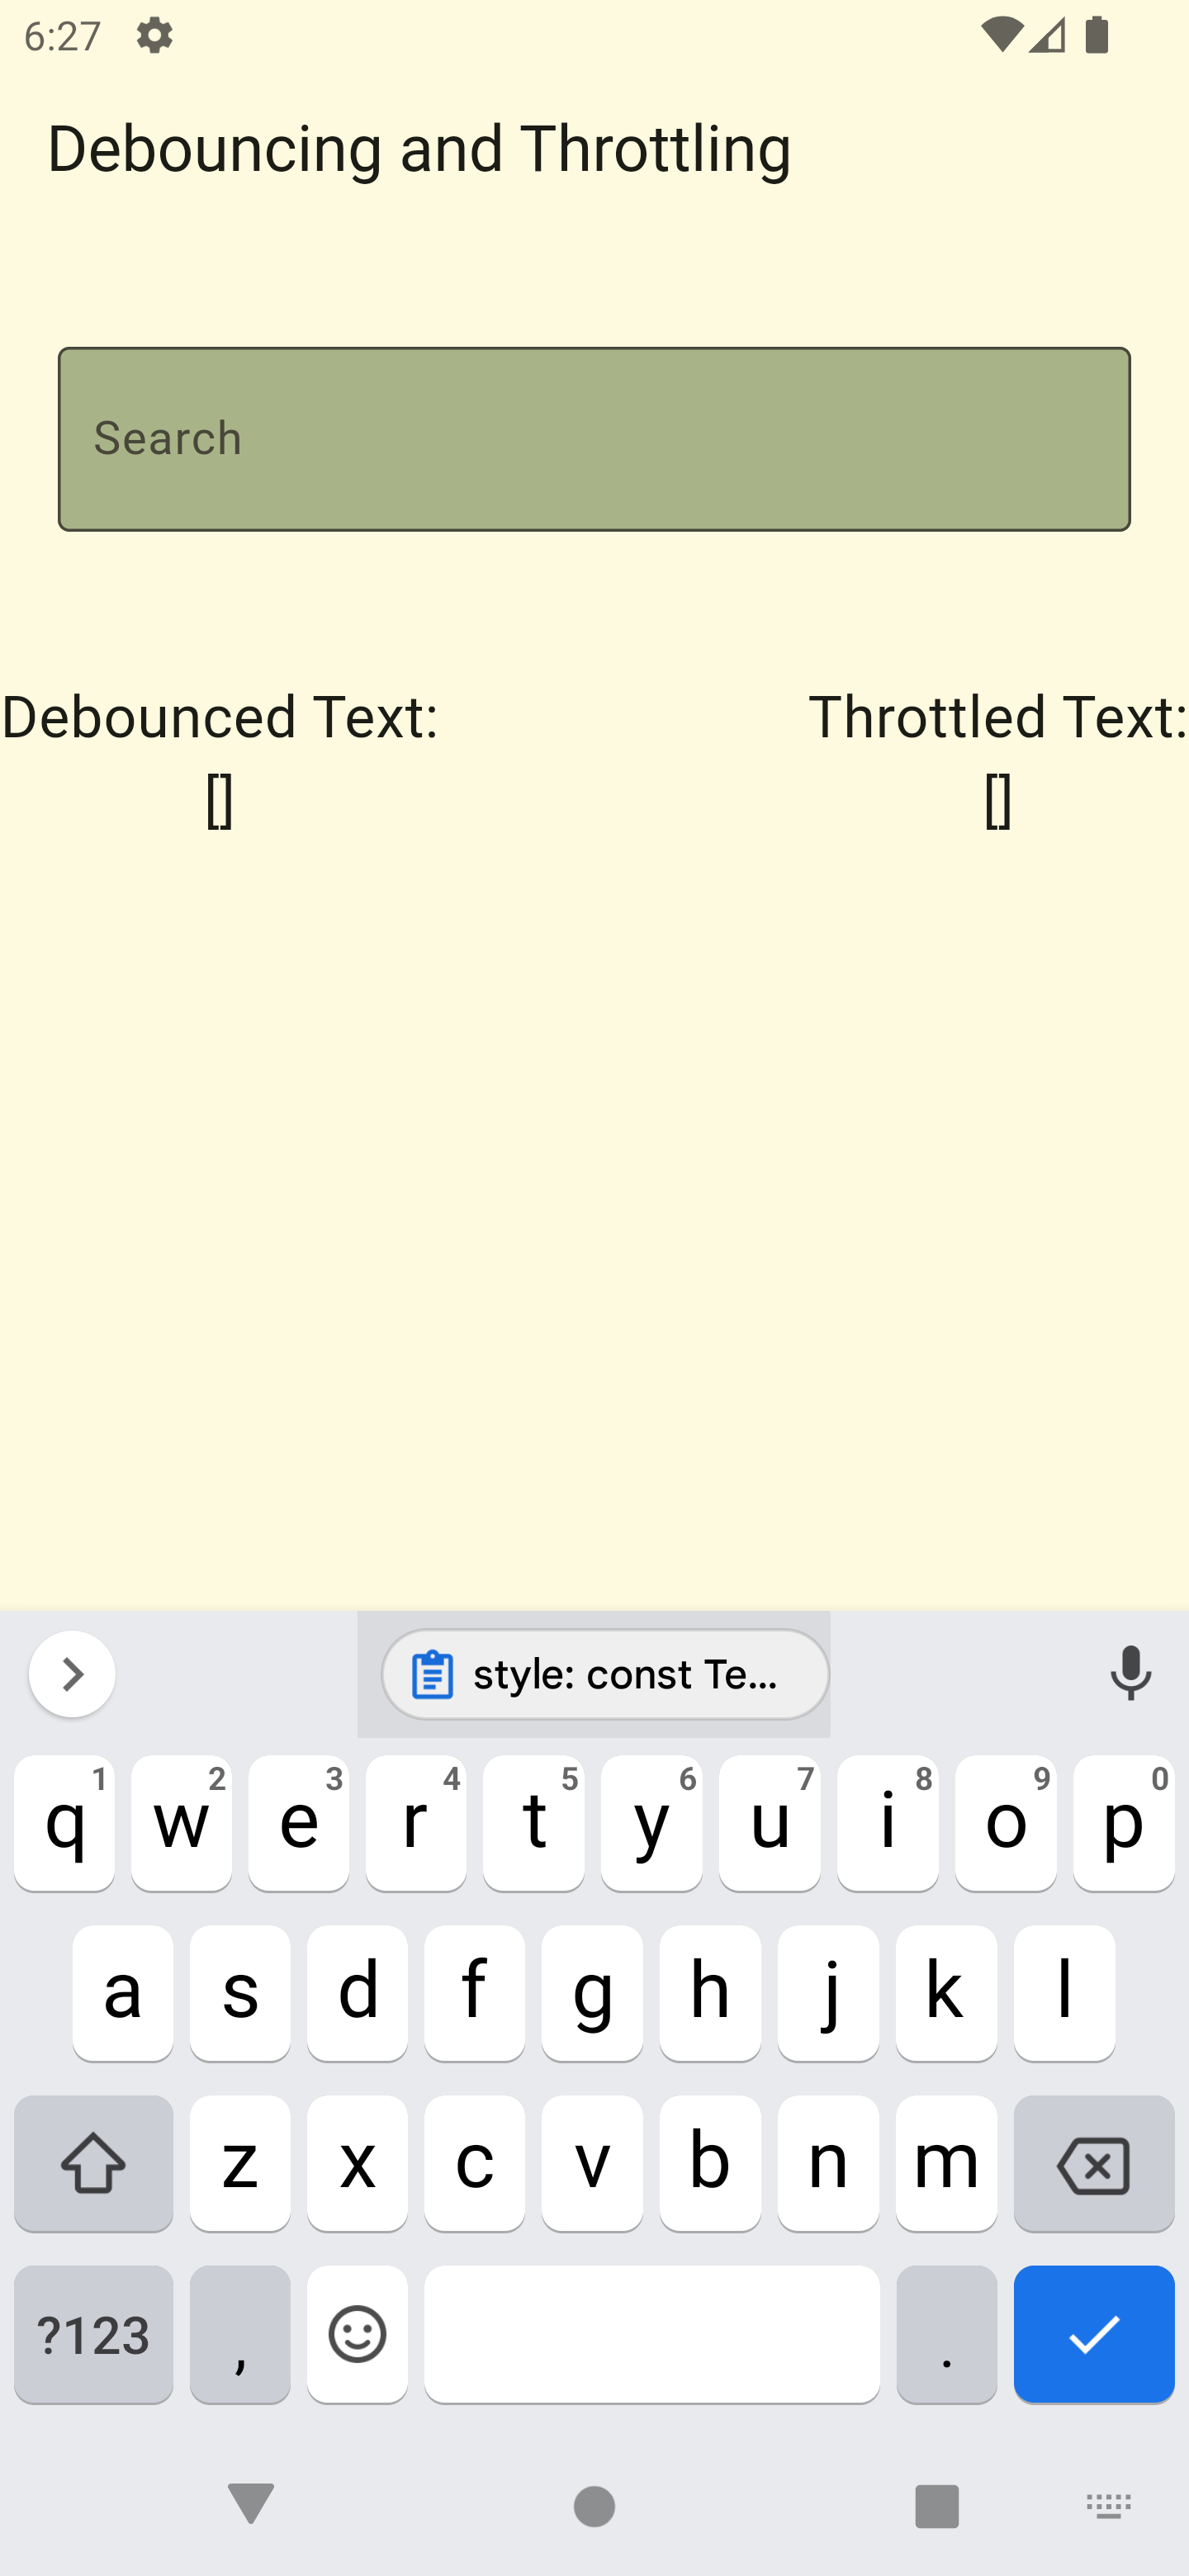 6:27
Debouncing and Throttling
Search
Debounced Text: Throttled Text:
[] []
style: const Te...
q 1 w 2 e 3 r 4 t 5 y 6 u 7 i 8 o 9 p 0
a s d f g h j k l
z x c v b n m
?123 , .